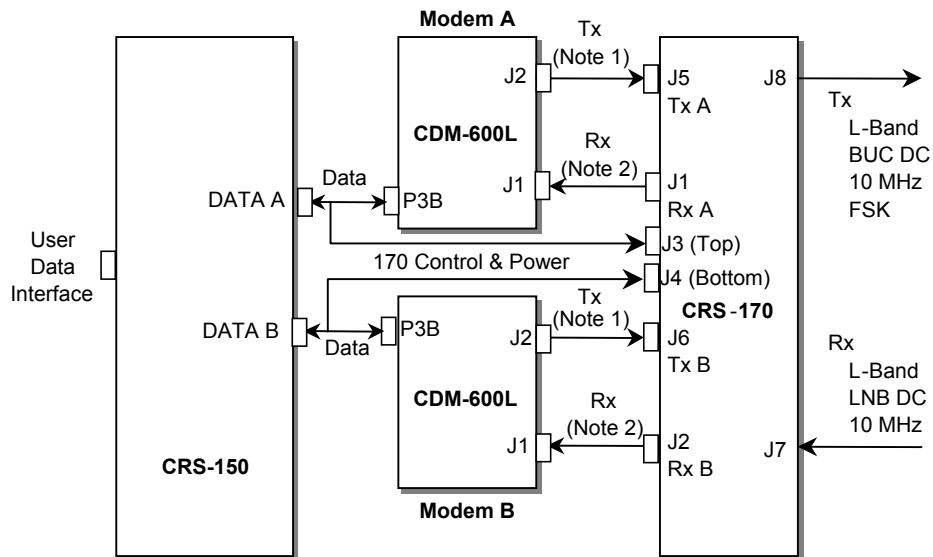 Modem A
Tx
(Note 1)
J2
J5
Tx A
J8
Tx
L-Band
BUC DC
10 MHz
FSK
CDM-600L
Rx
(Note 2)
Data
DATA A
P3B
J1
J1
Rx A
User
Data
Interface
J3 (Top)
170 Control & Power
J4 (Bottom)
CRS-170
DATA B
Data
P3B
Tx
(Note 1)
J2
J6
Tx B
Rx
L-Band
LNB DC
10 MHz
CDM-600L
Rx
(Note 2)
J1
J2
Rx B
J7
CRS-150
Modem B